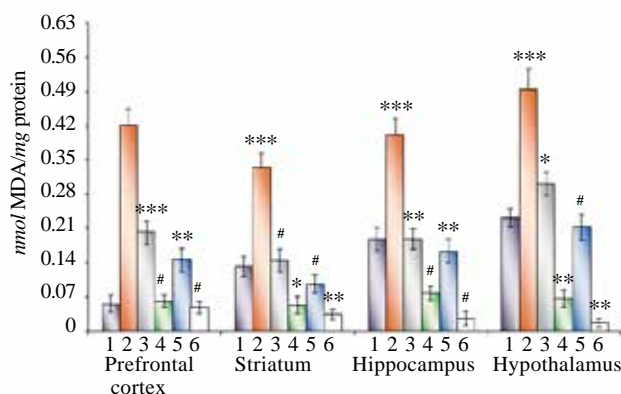 0.63
0.56
0.49
0.42
0.35
0.28
0.21
0.14
0.07
0
nmol MDA/mg protein
***
**
#
#
***
#
*
#
**
***
**
#
**
#
***
*
**
#
**
1 2 3 4 5 6
Prefrontal
cortex
1 2 3 4 5 6
Striatum
1 2 3 4 5 6
Hippocampus
1 2 3 4 5 6
Hypothalamus